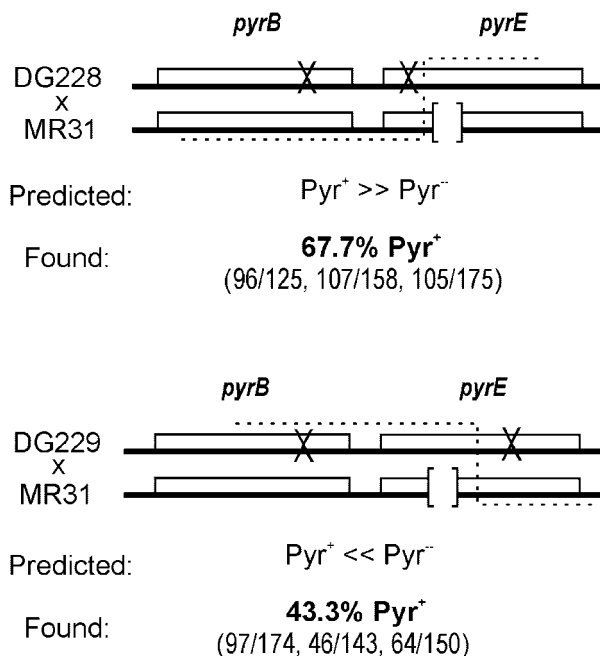 pyrB pyrE
DG228
x
MR31
Predicted: Pyr⁺ >> Pyr⁻⁻
Found: 67.7% Pyr⁺
(96/125, 107/158, 105/175)
pyrB pyrE
DG229
x
MR31
Predicted: Pyr⁺ << Pyr⁻⁻
Found: 43.3% Pyr⁺
(97/174, 46/143, 64/150)